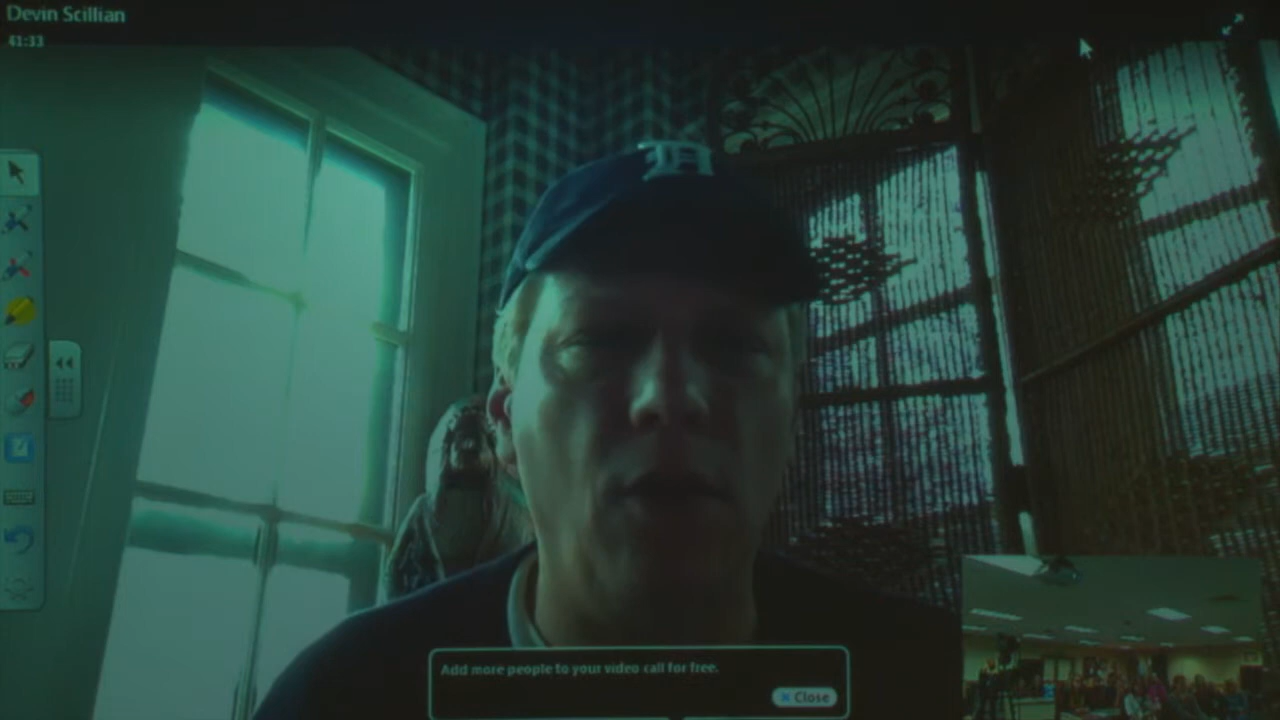 Devin Scillian
41:33
D
Add more people to your video call for free.
× Close